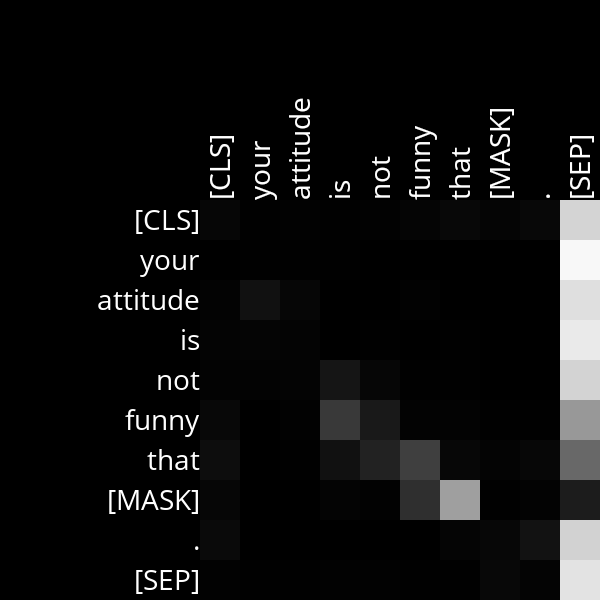 [CLS]
your
attitude
is
not
funny
that
[MASK]
.
[SEP]
[CLS]
your
attitude
is
not
funny
that
[MASK]
.
[SEP]